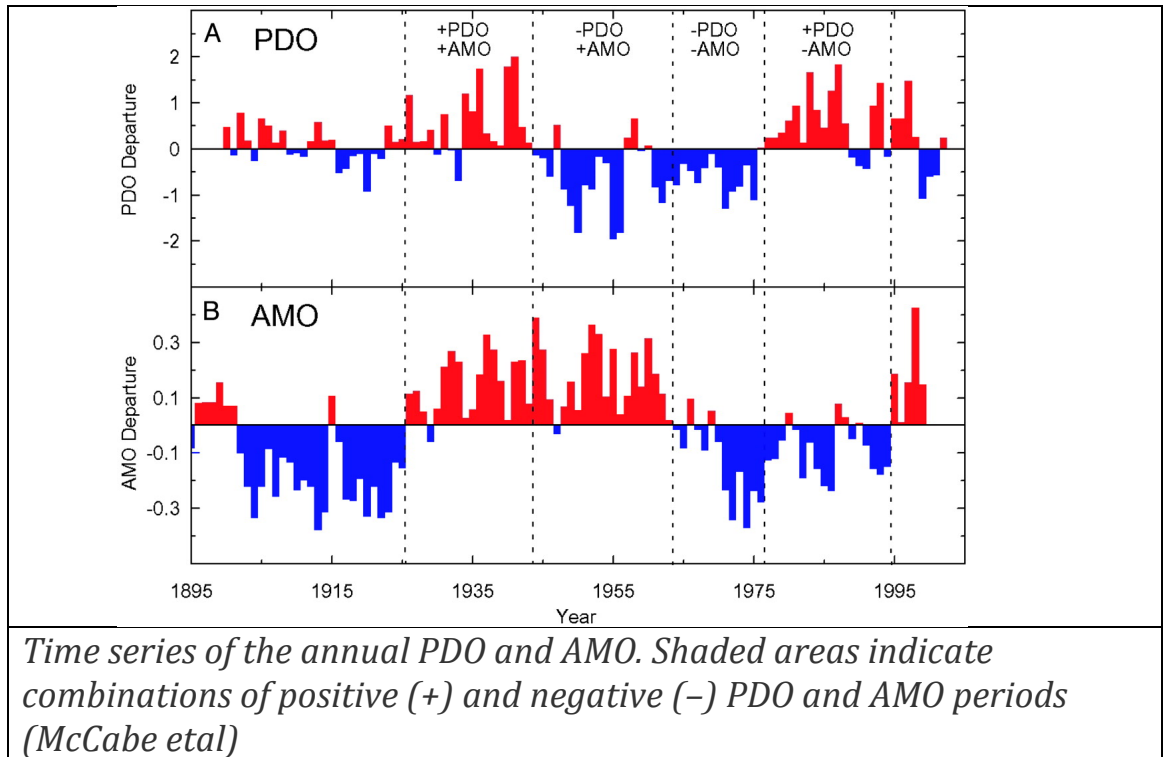 A PDO
+PDO -PDO -PDO +PDO
+AMO +AMO -AMO -AMO
2
1
0
-1
-2
PDO Departure
B AMO
0.3
0.1
-0.1
-0.3
AMO Departure
1895 1915 1935 1955 1975 1995
Year
Time series of the annual PDO and AMO. Shaded areas indicate
combinations of positive (+) and negative (–) PDO and AMO periods
(McCabe etal)